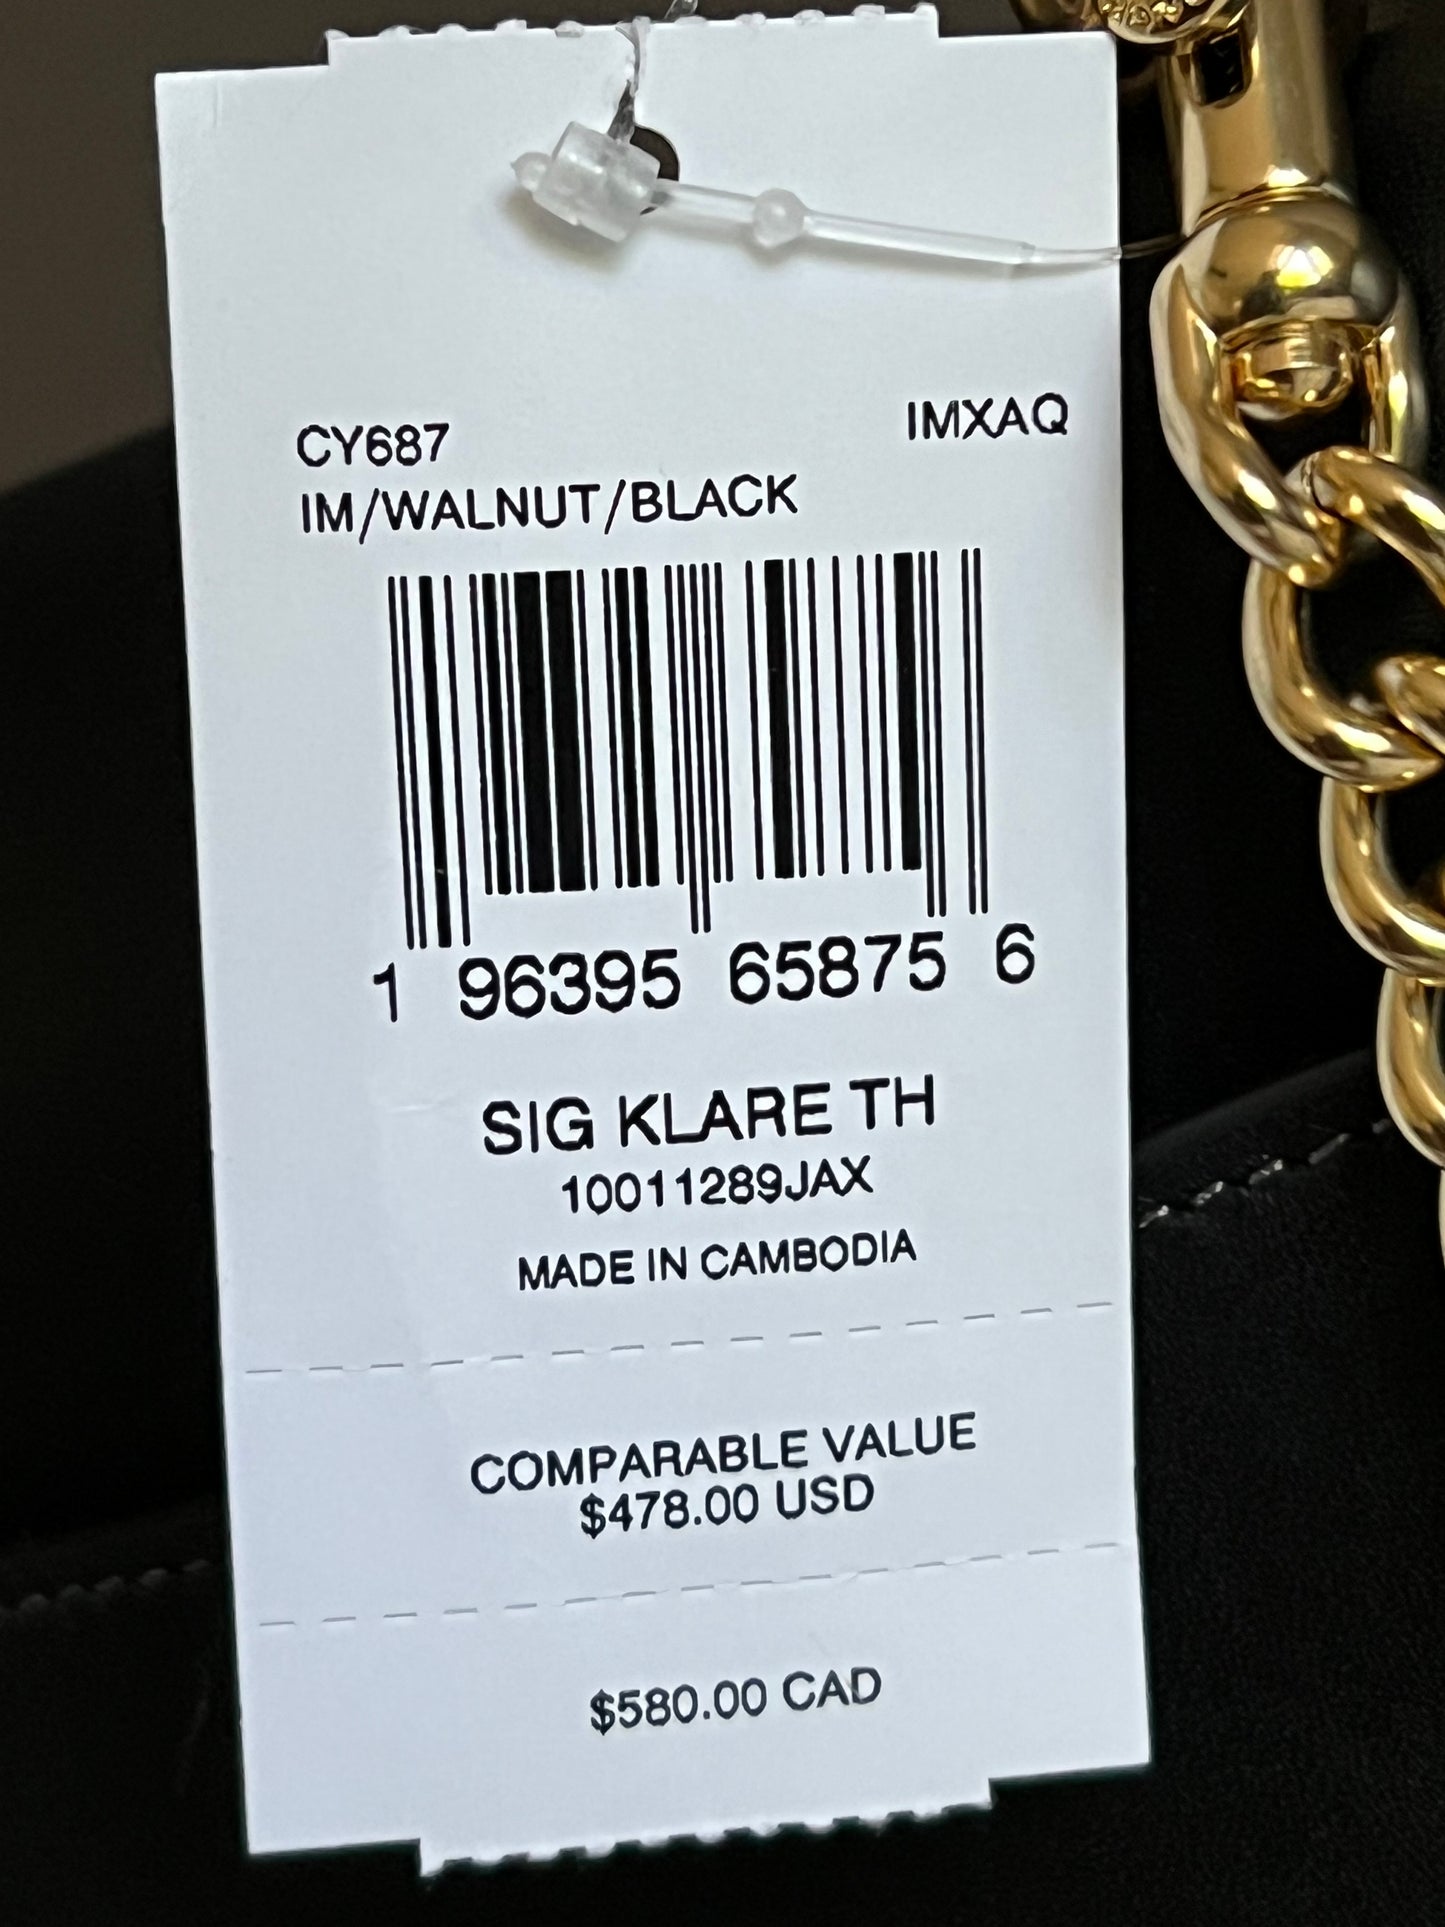 CY687 IMXAQ
IM/WALNUT/BLACK
1 96395 65875 6
SIG KLARE TH
10011289JAX
MADE IN CAMBODIA
COMPARABLE VALUE
$478.00 USD
$580.00 CAD